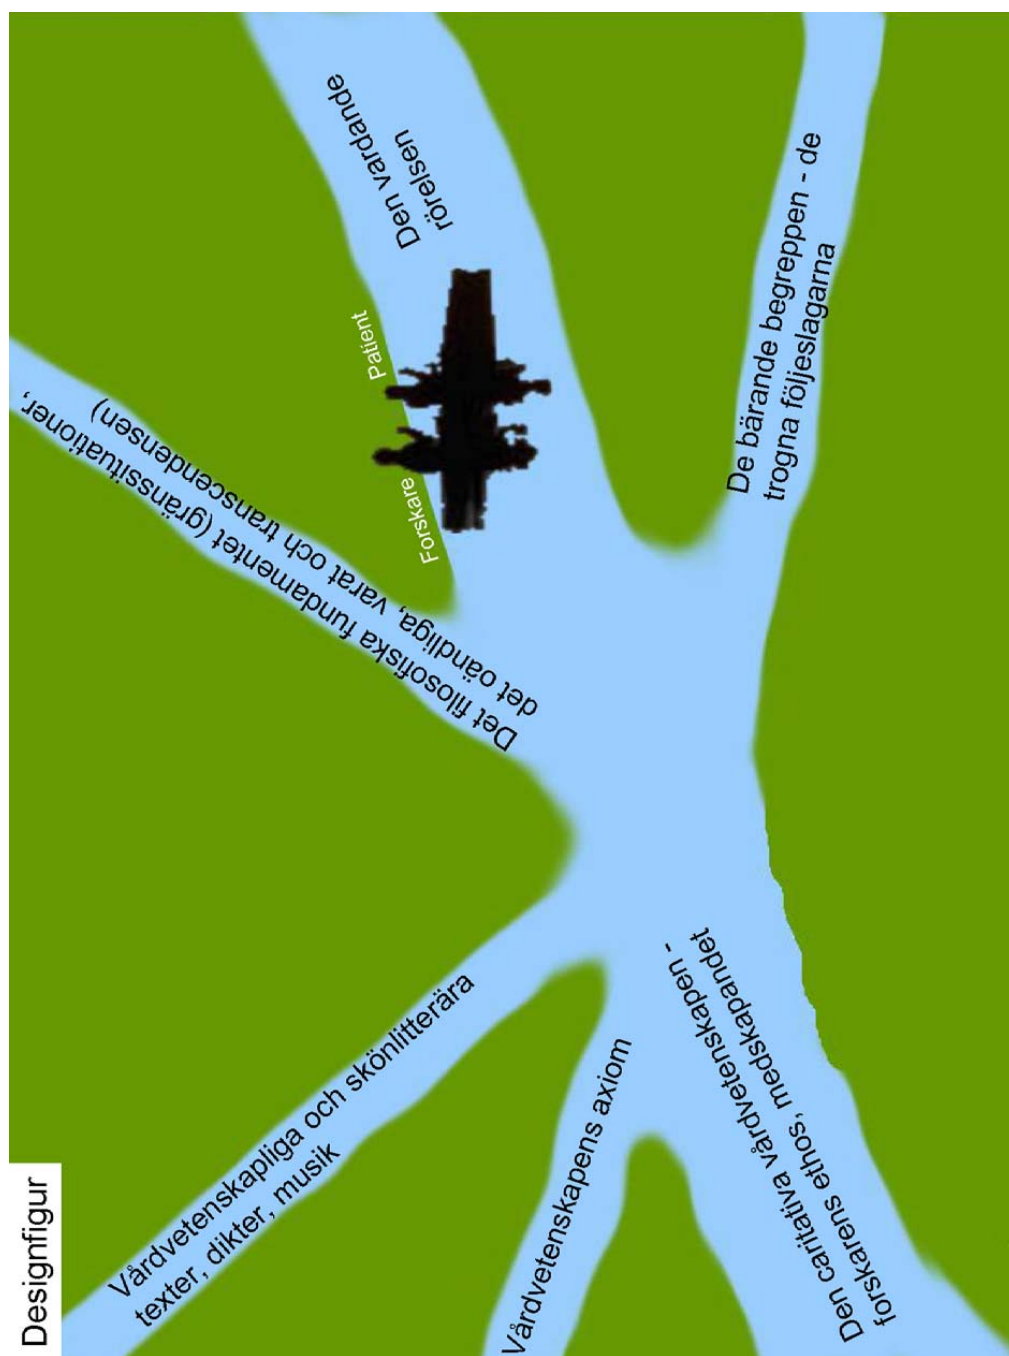 Designfigur
Vårdvetenskapliga och skönlitterära
texter, dikter, musik
Vårdvetenskapens axiom
Den caritativa vårdvetenskapen -
forskarens ethos, medskapandet
Det filosofiska fundamentet (gränssituationer,
det oändliga, varat och transcendensen)
Forskare
Patient
Den vardande
rörelsen
De bärande begreppen - de
trogna följeslagarna